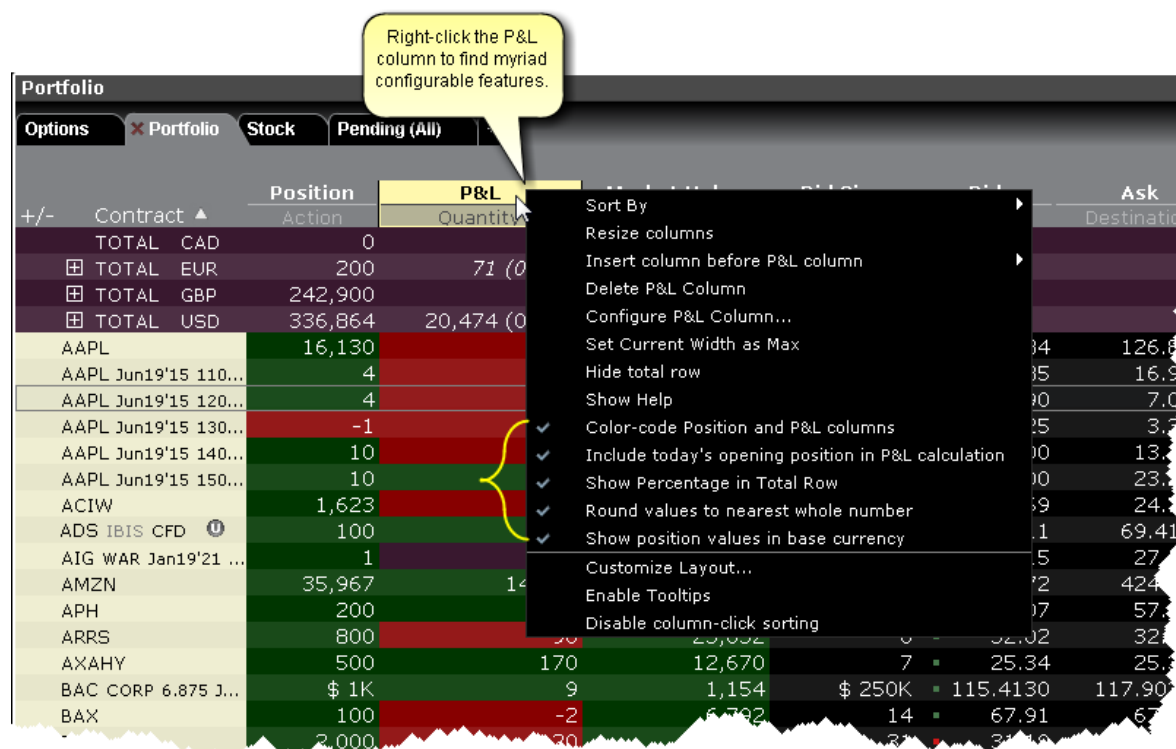 Right-click the P&L
column to find myriad
configurable features.
Portfolio
Options Portfolio Stock Pending (All)
Position P&L Ask
+/- Contract Action Quantity
TOTAL CAD 0
TOTAL EUR 200 71 (0
TOTAL GBP 242,900
TOTAL USD 336,864 20,474 (0
AAPL 16,130
AAPL Jun19'15 110... 4
AAPL Jun19'15 120... 4
AAPL Jun19'15 130... -1
AAPL Jun19'15 140... 10
AAPL Jun19'15 150... 10
ACIW 1,623
ADS IBIS CFD U 100
AIG WAR Jan19'21 ... 1
AMZN 35,967
APH 200
ARRS 800
AXAHY 500 170 12,670 7 25.34
BAC CORP 6.875 J... $ 1K 9 1,154 $ 250K 115.4130 117.90
BAX 100 -2 14 67.91
Sort By
Resize columns
Insert column before P&L column
Delete P&L Column
Configure P&L Column...
Set Current Width as Max
Hide total row
Show Help
Color-code Position and P&L columns
Include today's opening position in P&L calculation
Show Percentage in Total Row
Round values to nearest whole number
Show position values in base currency
Customize Layout...
Enable Tooltips
Disable column-click sorting